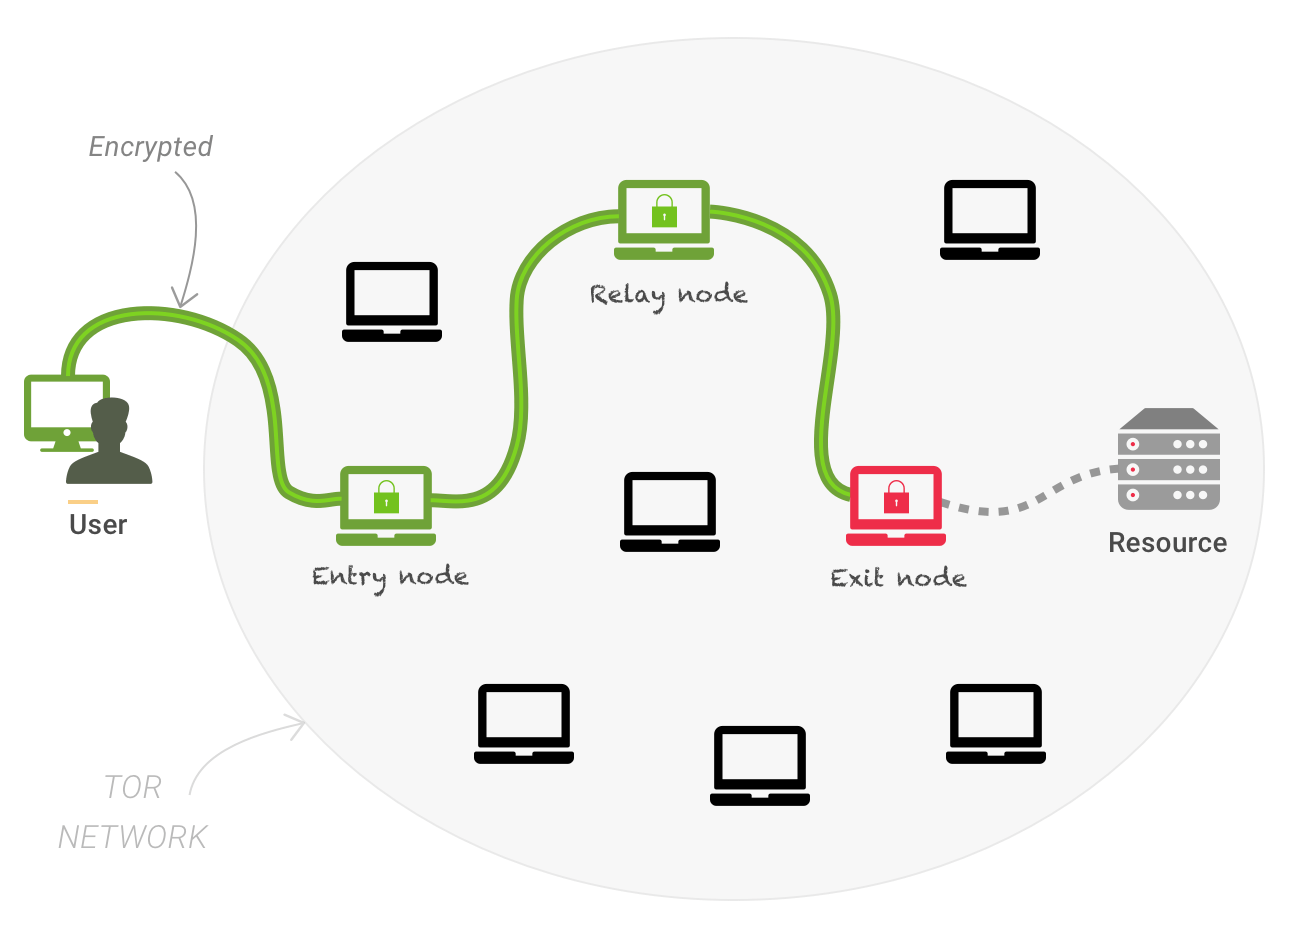 Encrypted
Relay node
User
Entry node
Exit node
Resource
TOR
NETWORK